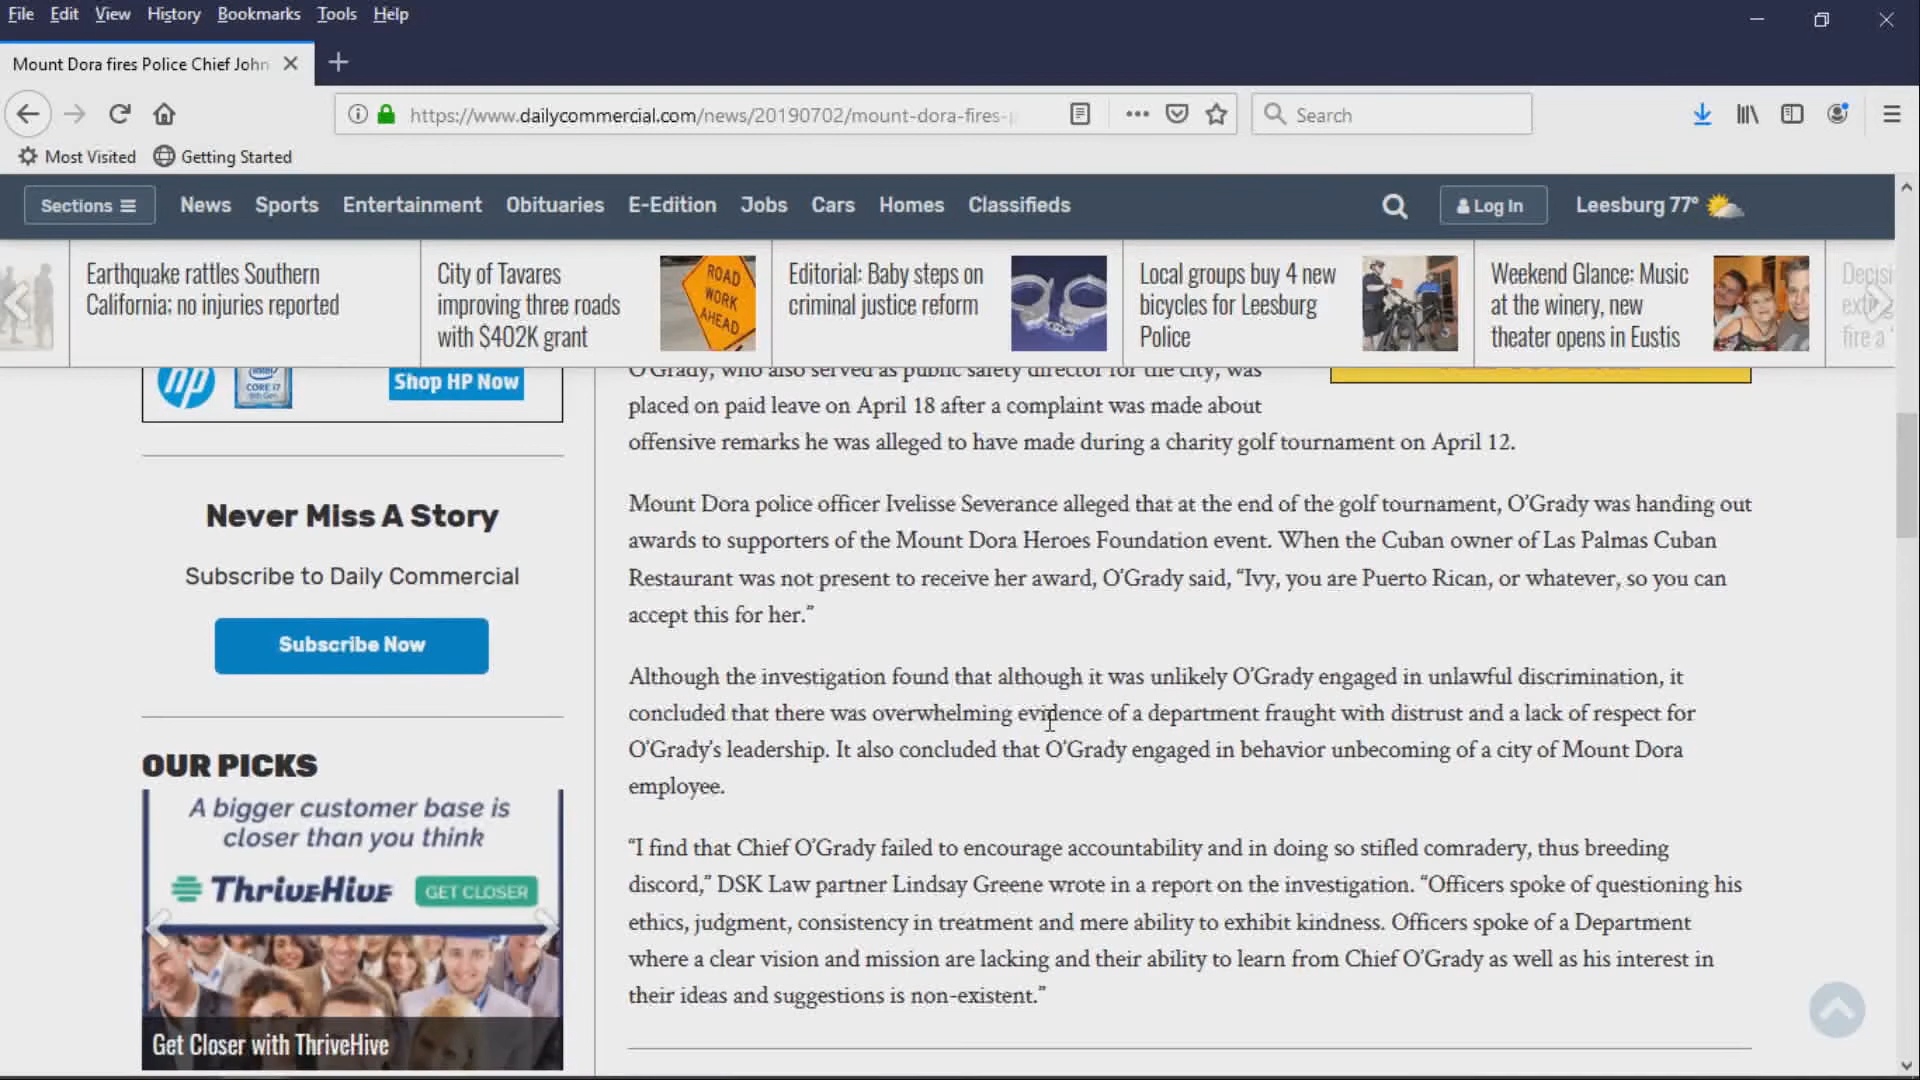 File Edit View History Bookmarks Tools Help
Mount Dora fires Police Chief John
https://www.dailycommercial.com/news/20190702/mount-dora-fires-
Search
Most Visited Getting Started
Sections News Sports Entertainment Obituaries E-Edition Jobs Cars Homes Classifieds Log In Leesburg 77°
Earthquake rattles Southern
California; no injuries reported
City of Tavares
improving three roads
with $402K grant
ROAD
WORK
AHEAD
Editorial: Baby steps on
criminal justice reform
Local groups buy 4 new
bicycles for Leesburg
Police
Weekend Glance: Music
at the winery, new
theater opens in Eustis
Decisi
fire a
hp
CORE i7
Shop HP Now
Never Miss A Story
Subscribe to Daily Commercial
Subscribe Now
OUR PICKS
A bigger customer base is
closer than you think
ThriveHive GET CLOSER
Get Closer with ThriveHive
O’Grady, who also served as public safety director for the city, was
placed on paid leave on April 18 after a complaint was made about
offensive remarks he was alleged to have made during a charity golf tournament on April 12.
Mount Dora police officer Ivelisse Severance alleged that at the end of the golf tournament, O’Grady was handing out
awards to supporters of the Mount Dora Heroes Foundation event. When the Cuban owner of Las Palmas Cuban
Restaurant was not present to receive her award, O’Grady said, “Ivy, you are Puerto Rican, or whatever, so you can
accept this for her.”
Although the investigation found that although it was unlikely O’Grady engaged in unlawful discrimination, it
concluded that there was overwhelming evidence of a department fraught with distrust and a lack of respect for
O’Grady’s leadership. It also concluded that O’Grady engaged in behavior unbecoming of a city of Mount Dora
employee.
“I find that Chief O’Grady failed to encourage accountability and in doing so stifled comradery, thus breeding
discord,” DSK Law partner Lindsay Greene wrote in a report on the investigation. “Officers spoke of questioning his
ethics, judgment, consistency in treatment and mere ability to exhibit kindness. Officers spoke of a Department
where a clear vision and mission are lacking and their ability to learn from Chief O’Grady as well as his interest in
their ideas and suggestions is non-existent.”